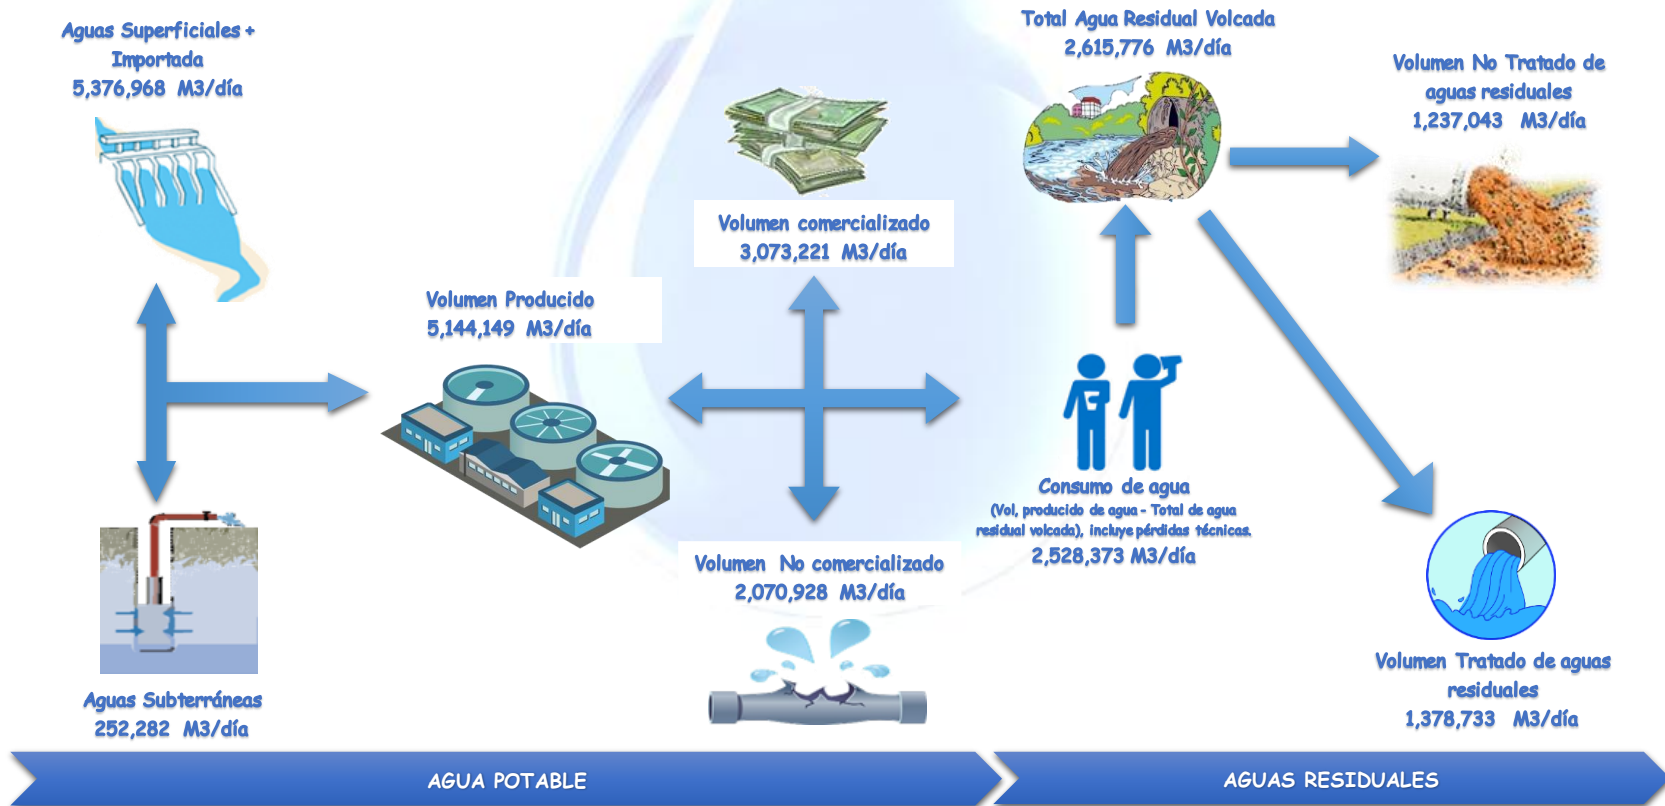 Aguas Superficiales +
Importada
5,376,968 M3/día
Aguas Subterráneas
252,282 M3/día
Volumen Producido
5,144,149 M3/día
Volumen comercializado
3,073,221 M3/día
Volumen No comercializado
2,070,928 M3/día
Total Agua Residual Volcada
2,615,776 M3/día
Consumo de agua
(Vol, producido de agua - Total de agua
residual volcada), incluye pérdidas técnicas.
2,528,373 M3/día
Volumen No Tratado de
aguas residuales
1,237,043 M3/día
Volumen Tratado de aguas
residuales
1,378,733 M3/día
AGUA POTABLE
AGUAS RESIDUALES